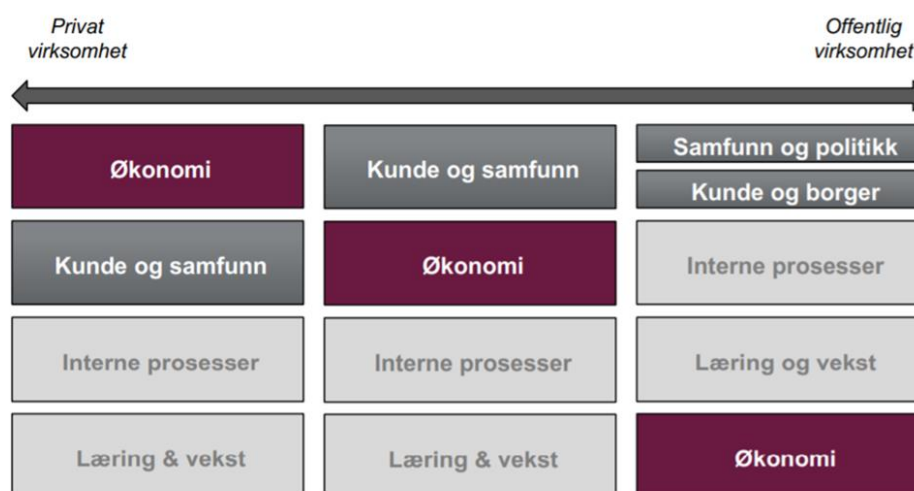 Privat
virksomhet
Offentlig
virksomhet
Økonomi
Kunde og samfunn
Interne prosesser
Læring & vekst
Kunde og samfunn
Økonomi
Interne prosesser
Læring & vekst
Samfunn og politikk
Kunde og borger
Interne prosesser
Læring og vekst
Økonomi